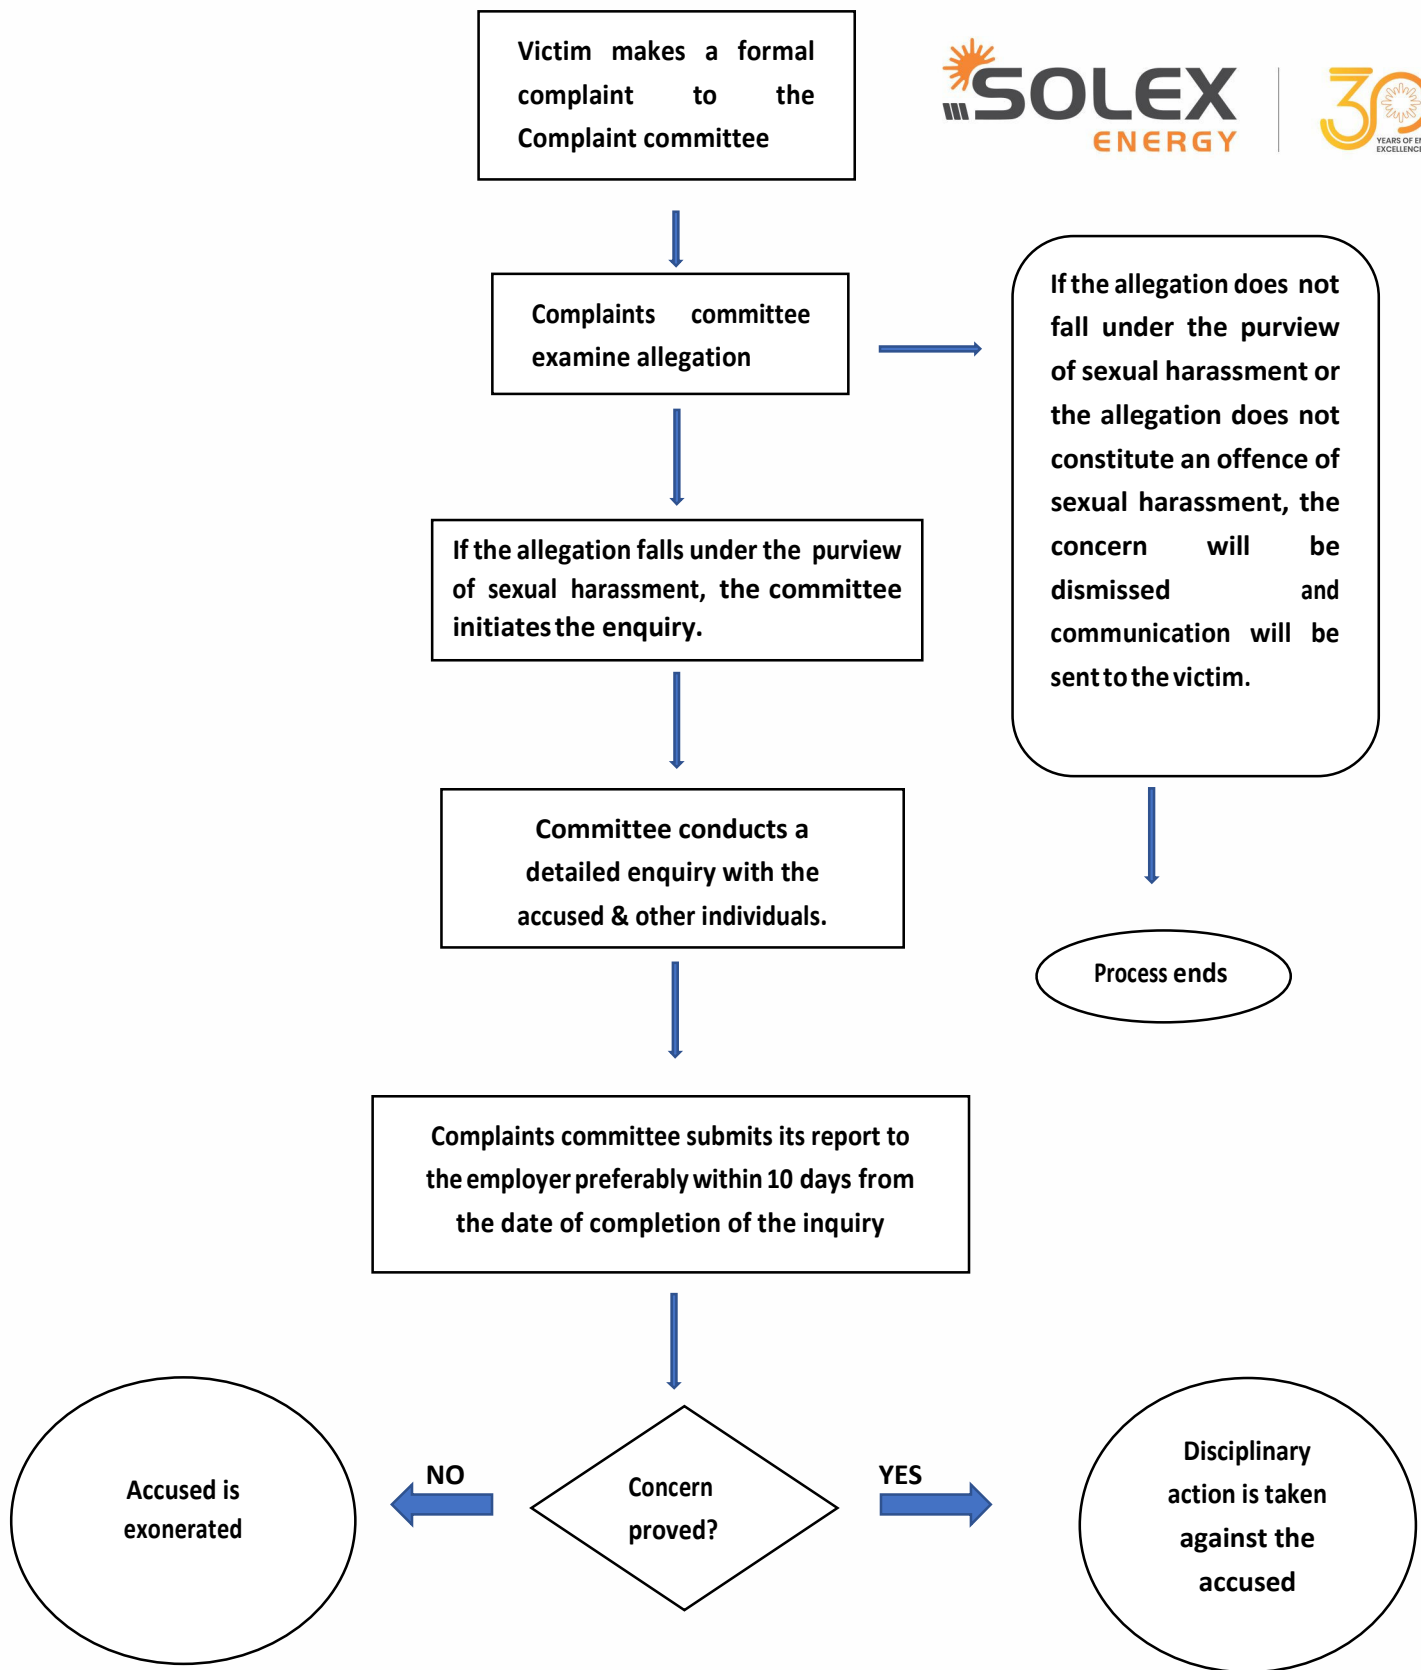 Victim makes a formal
complaint to the
Complaint committee
SOLEX
ENERGY
30
YEARS OF
EXCELLENCE
Complaints committee
examine allegation
If the allegation does not
fall under the purview
of sexual harassment or
the allegation does not
constitute an offence of
sexual harassment, the
concern will be
dismissed and
communication will be
sent to the victim.
If the allegation falls under the purview
of sexual harassment, the committee
initiates the enquiry.
Committee conducts a
detailed enquiry with the
accused & other individuals.
Process ends
Complaints committee submits its report to
the employer preferably within 10 days from
the date of completion of the inquiry
Accused is
exonerated
NO
Concern
proved?
YES
Disciplinary
action is taken
against the
accused